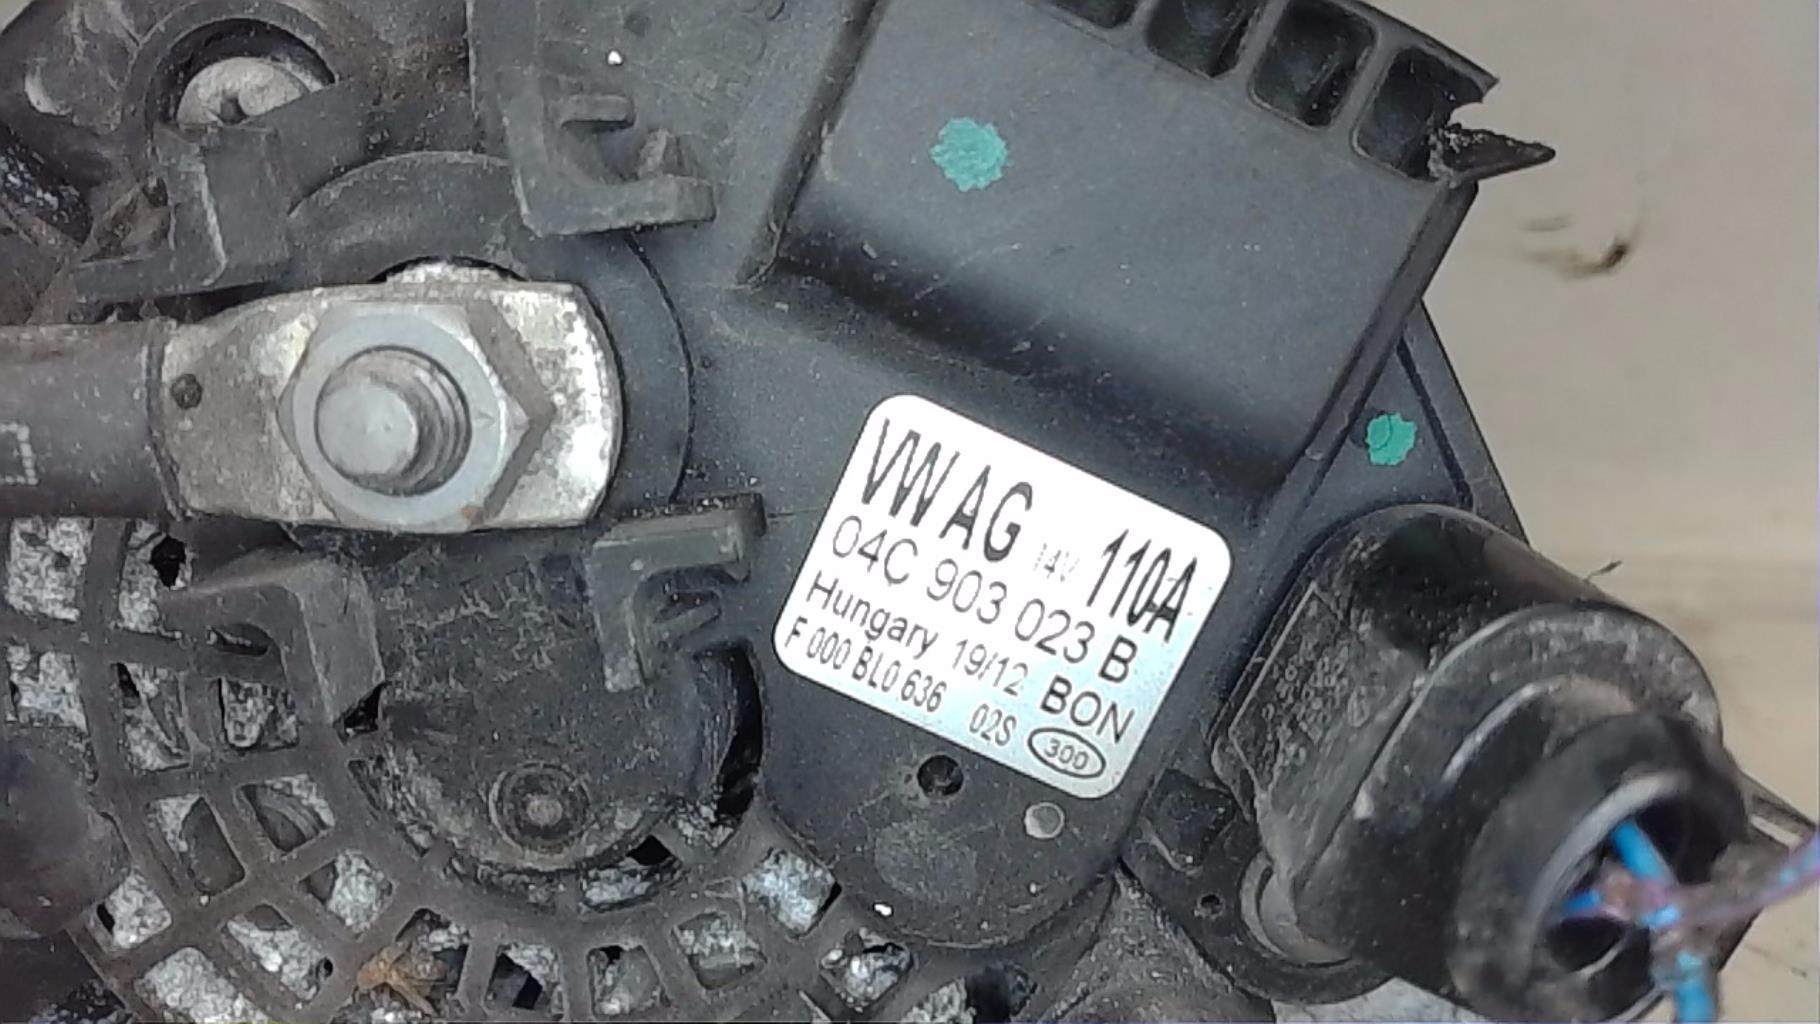 VW AG 14V 110A
04C 903 023 B
Hungary 19/12 BON
F 000 BL0 636 02S 300